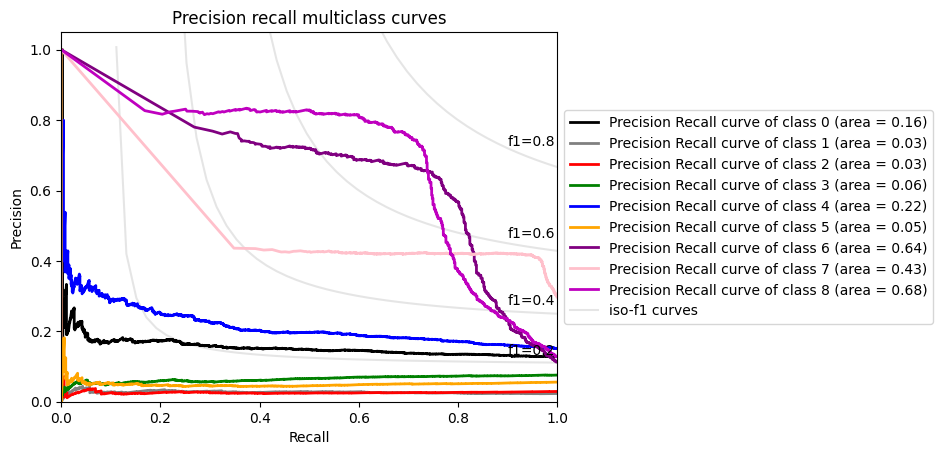 Precision recall multiclass curves
1.0
0.8
0.6
0.4
0.2
0.0
Precision
f1=0.8
f1=0.6
f1=0.4
0.0
0.2
0.4
0.6
0.8
1.0
Recall
Precision Recall curve of class 0 (area = 0.16)
Precision Recall curve of class 1 (area = 0.03)
Precision Recall curve of class 2 (area = 0.03)
Precision Recall curve of class 3 (area = 0.06)
Precision Recall curve of class 4 (area = 0.22)
Precision Recall curve of class 5 (area = 0.05)
Precision Recall curve of class 6 (area = 0.64)
Precision Recall curve of class 7 (area = 0.43)
Precision Recall curve of class 8 (area = 0.68)
iso-f1 curves